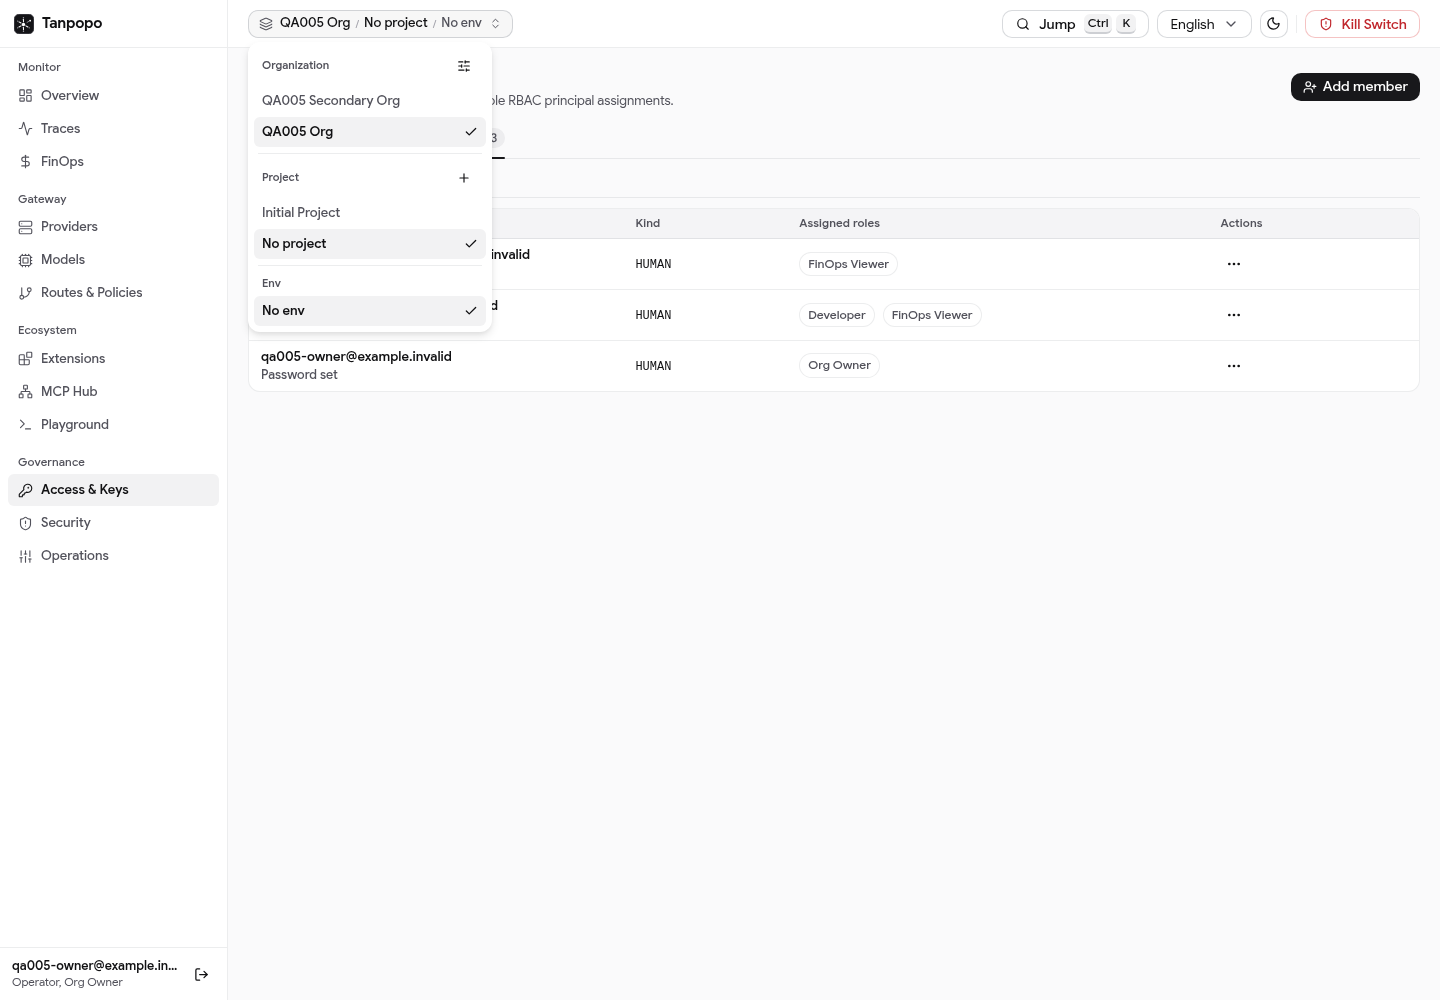 Tanpopo
QA005 Org / No project / No env
Jump Ctrl K
English
Kill Switch
Monitor
Overview
Traces
FinOps
Gateway
Providers
Models
Routes & Policies
Ecosystem
Extensions
MCP Hub
Playground
Governance
Access & Keys
Security
Operations
qa005-owner@example.in...
Operator, Org Owner
Organization
QA005 Secondary Org
QA005 Org
Project
Initial Project
No project
Env
No env
RBAC principal assignments.
Add member
3
Kind Assigned roles Actions
invalid
HUMAN FinOps Viewer
HUMAN Developer FinOps Viewer
qa005-owner@example.invalid
Password set
HUMAN Org Owner